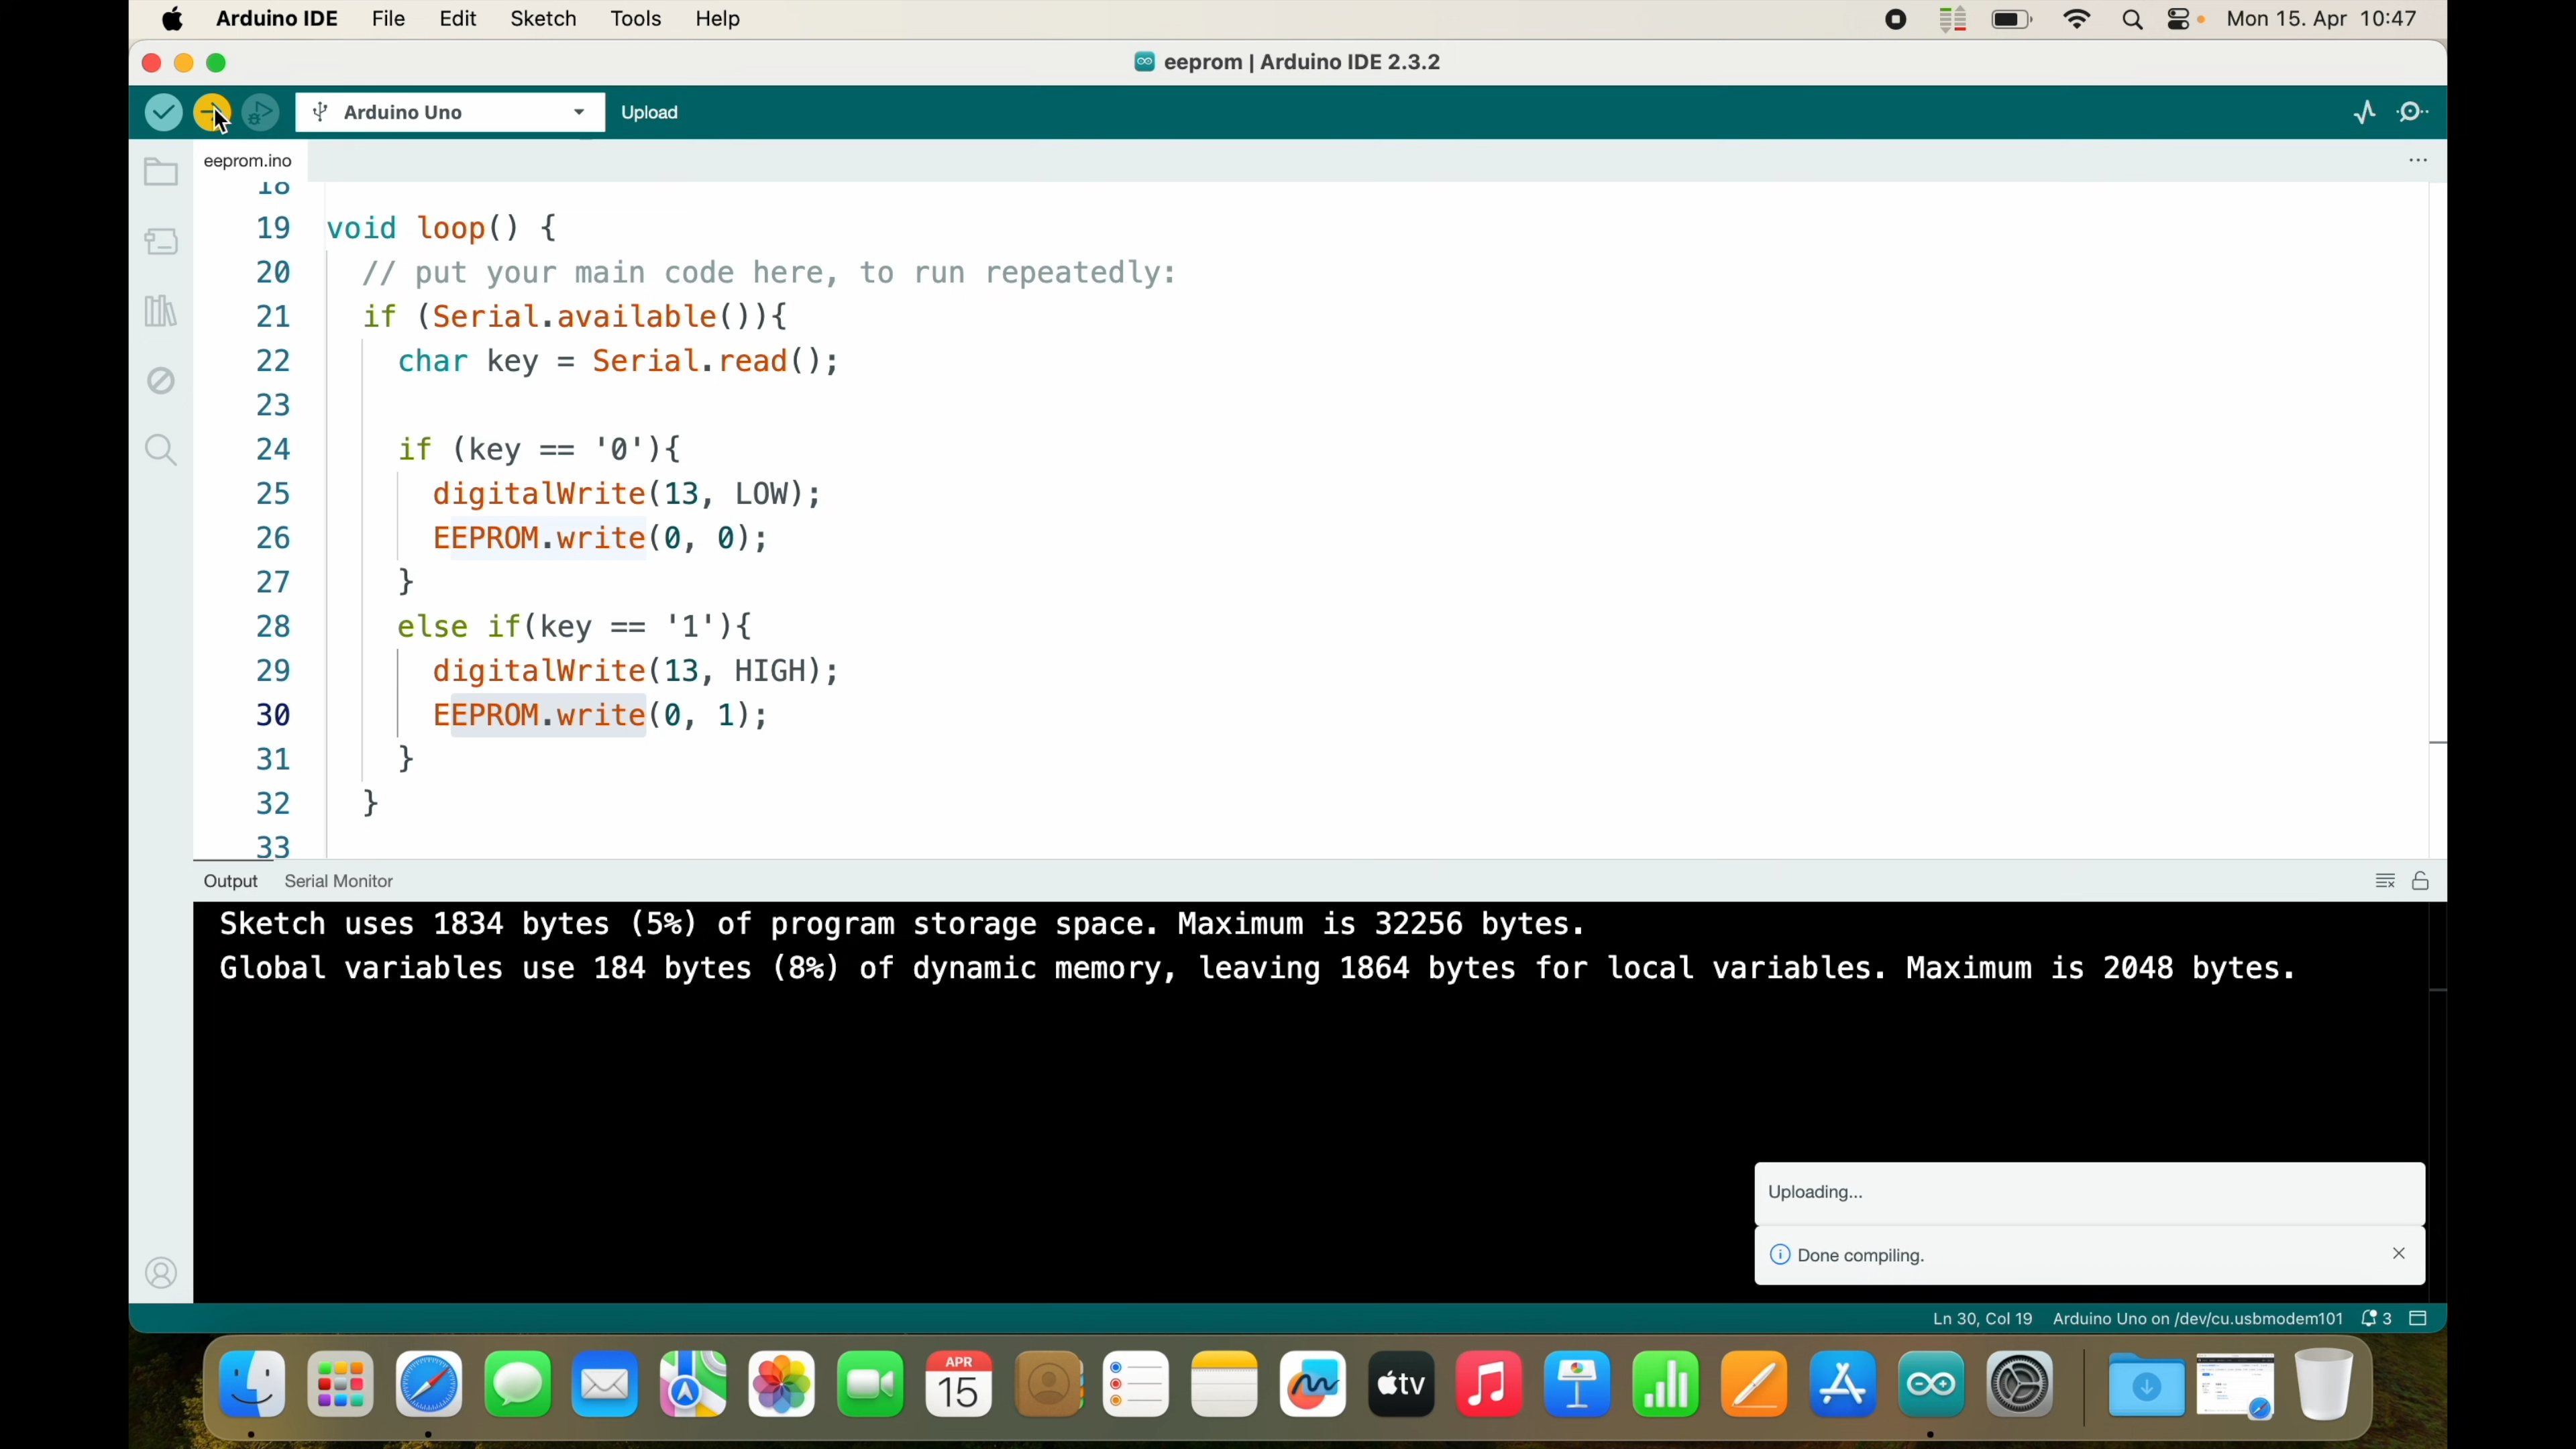 Arduino IDE File Edit Sketch Tools Help Mon 15. Apr 10:47
eeprom | Arduino IDE 2.3.2
Arduino Uno Upload
eeprom.ino
18
19 void loop() {
20 // put your main code here, to run repeatedly:
21 if (Serial.available()){
22 char key = Serial.read();
23
24 if (key == '0'){
25 digitalWrite(13, LOW);
26 EEPROM.write(0, 0);
27 }
28 else if(key == '1'){
29 digitalWrite(13, HIGH);
30 EEPROM.write(0, 1);
31 }
32 }
33
Output Serial Monitor
Sketch uses 1834 bytes (5%) of program storage space. Maximum is 32256 bytes.
Global variables use 184 bytes (8%) of dynamic memory, leaving 1864 bytes for local variables. Maximum is 2048 bytes.
Uploading...
Done compiling.
Ln 30, Col 19 Arduino Uno on /dev/cu.usbmodem101 3
APR
15
tv